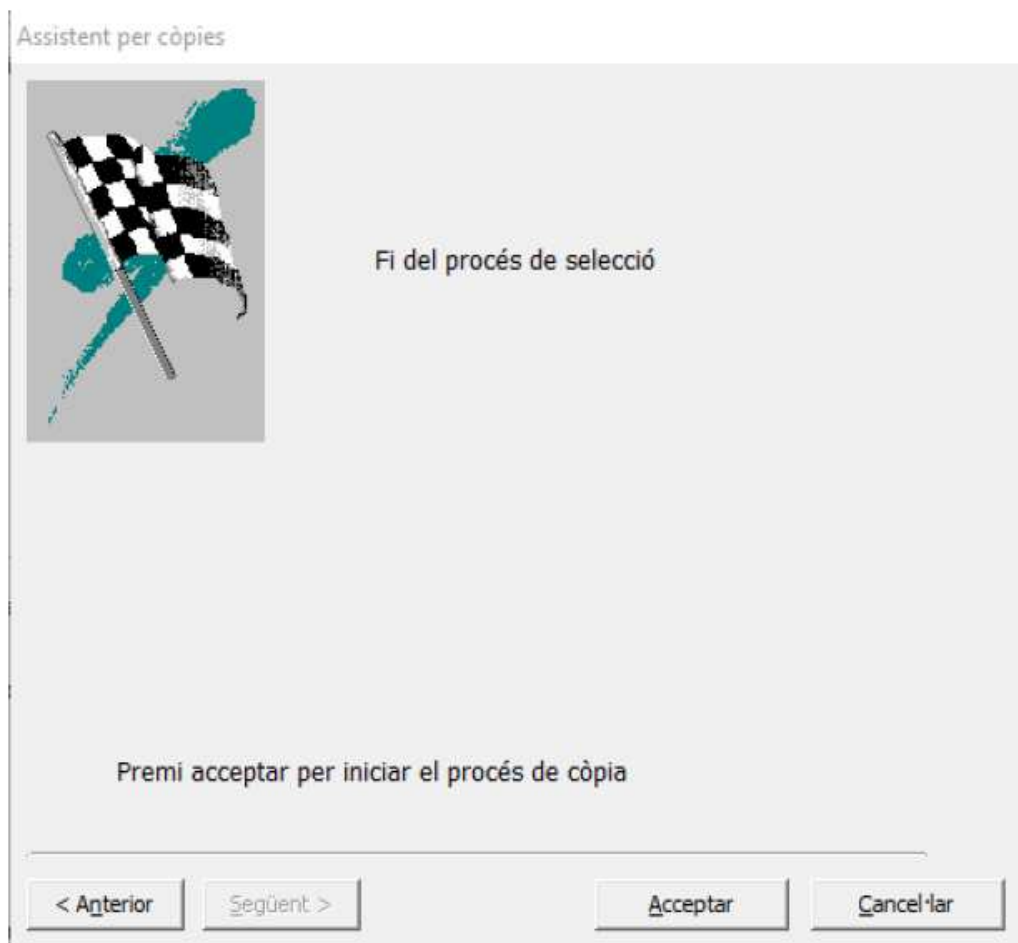 Assistent per còpies
Fi del procés de selecció
Premi acceptar per iniciar el procés de còpia
< Anterior
Següent >
Acceptar
Cancel·lar